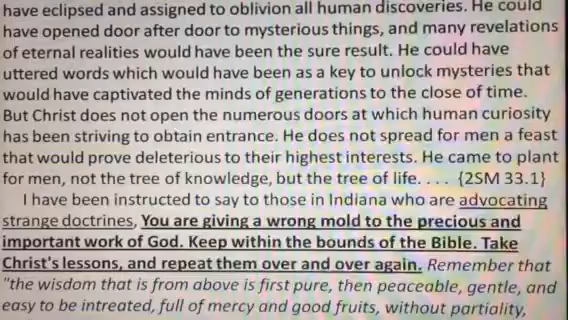 have eclipsed and assigned to oblivion all human discoveries. He could
have opened door after door to mysterious things, and many revelations
of eternal realities would have been the sure result. He could have
uttered words which would have been as a key to unlock mysteries that
would have captivated the minds of generations to the close of time.
But Christ does not open the numerous doors at which human curiosity
has been striving to obtain entrance. He does not spread for men a feast
that would prove deleterious to their highest interests. He came to plant
for men, not the tree of knowledge, but the tree of life. . . . {2SM 33.1}
I have been instructed to say to those in Indiana who are advocating
strange doctrines, You are giving a wrong mold to the precious and
important work of God. Keep within the bounds of the Bible. Take
Christ's lessons, and repeat them over and over again. Remember that
"the wisdom that is from above is first pure, then peaceable, gentle, and
easy to be intreated, full of mercy and good fruits, without partiality,